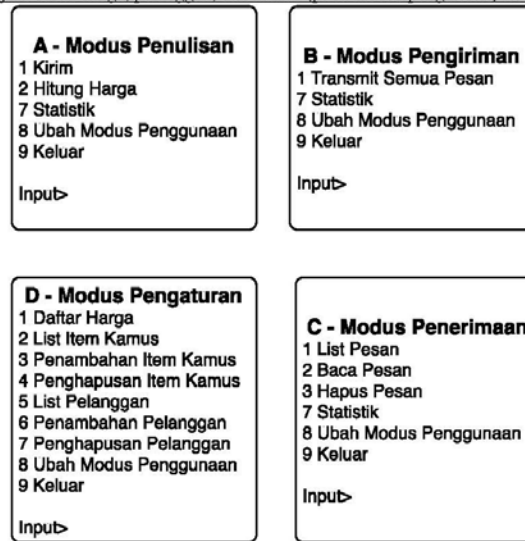 A - Modus Penulisan
1 Kirim
2 Hitung Harga
7 Statistik
8 Ubah Modus Penggunaan
9 Keluar
Input>
B - Modus Pengiriman
1 Transmit Semua Pesan
7 Statistik
8 Ubah Modus Penggunaan
9 Keluar
Input>
D - Modus Pengaturan
1 Daftar Harga
2 List Item Kamus
3 Penambahan Item Kamus
4 Penghapusan Item Kamus
5 List Pelanggan
6 Penambahan Pelanggan
7 Penghapusan Pelanggan
8 Ubah Modus Penggunaan
9 Keluar
Input>
C - Modus Penerimaan
1 List Pesan
2 Baca Pesan
3 Hapus Pesan
7 Statistik
8 Ubah Modus Penggunaan
9 Keluar
Input>